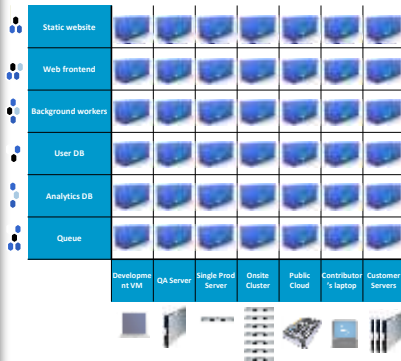 Static website
Web frontend
Background workers
User DB
Analytics DB
Queue
Developme
nt VM
QA Server
Single Prod
Server
Onsite
Cluster
Public
Cloud
Contributor
's laptop
Customer
Servers